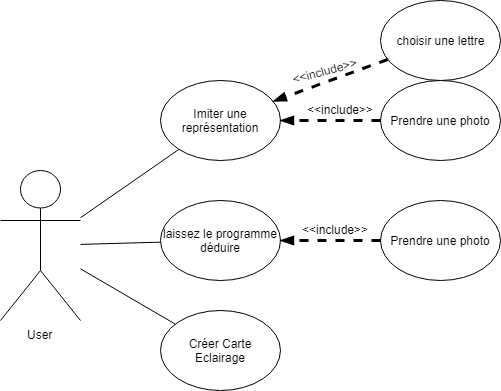 choisir une lettre
<<include>>
<<include>>
Imiter une
représentation
Prendre une photo
<<include>>
laissez le programme
déduire
Prendre une photo
User
Créer Carte
Eclairage